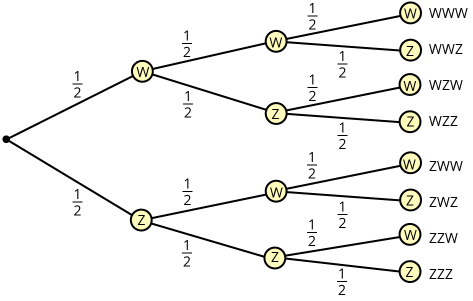 1/2 W WWW
1/2 W
1/2 Z WWZ
1/2 W
1/2 W WZW
1/2 Z
1/2 Z WZZ
1/2 W ZWW
1/2 W
1/2 Z ZWZ
1/2 Z
1/2 W ZZW
1/2 Z
1/2 Z ZZZ